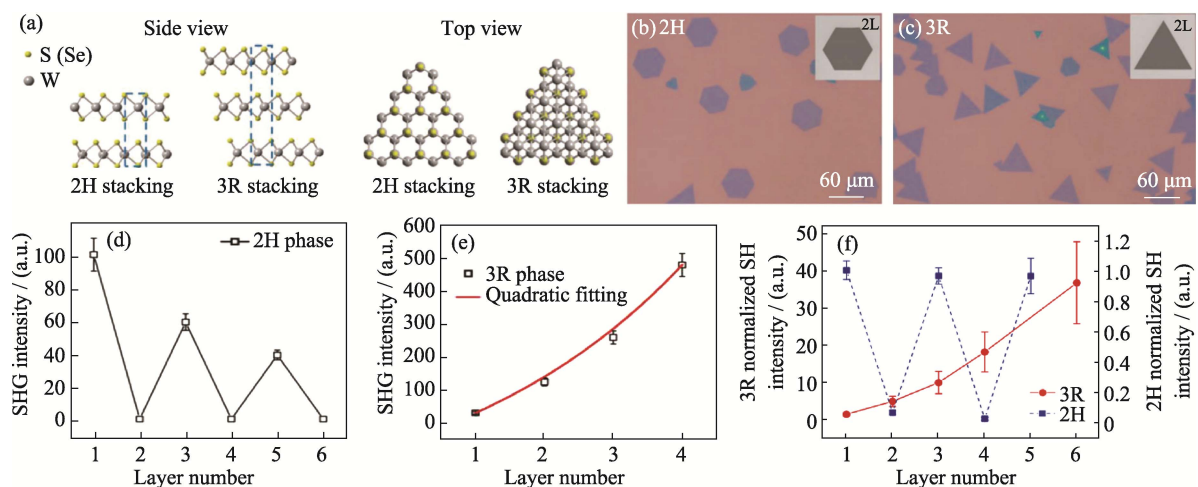 (a)
Side view
Top view
S (Se)
W
2H stacking
3R stacking
2H stacking
3R stacking
(b) 2H
2L
60 μm
(c) 3R
2L
60 μm
(d)
2H phase
SHG intensity / (a.u.)
100
80
60
40
20
0
1 2 3 4 5 6
Layer number
(e)
3R phase
Quadratic fitting
SHG intensity / (a.u.)
600
500
400
300
200
100
0
1 2 3 4
Layer number
(f)
3R normalized SH
intensity / (a.u.)
50
40
30
20
10
0
3R
2H
1 2 3 4 5 6
Layer number
1.2
1.0
0.8
0.6
0.4
0.2
0
2H normalized SH
intensity / (a.u.)